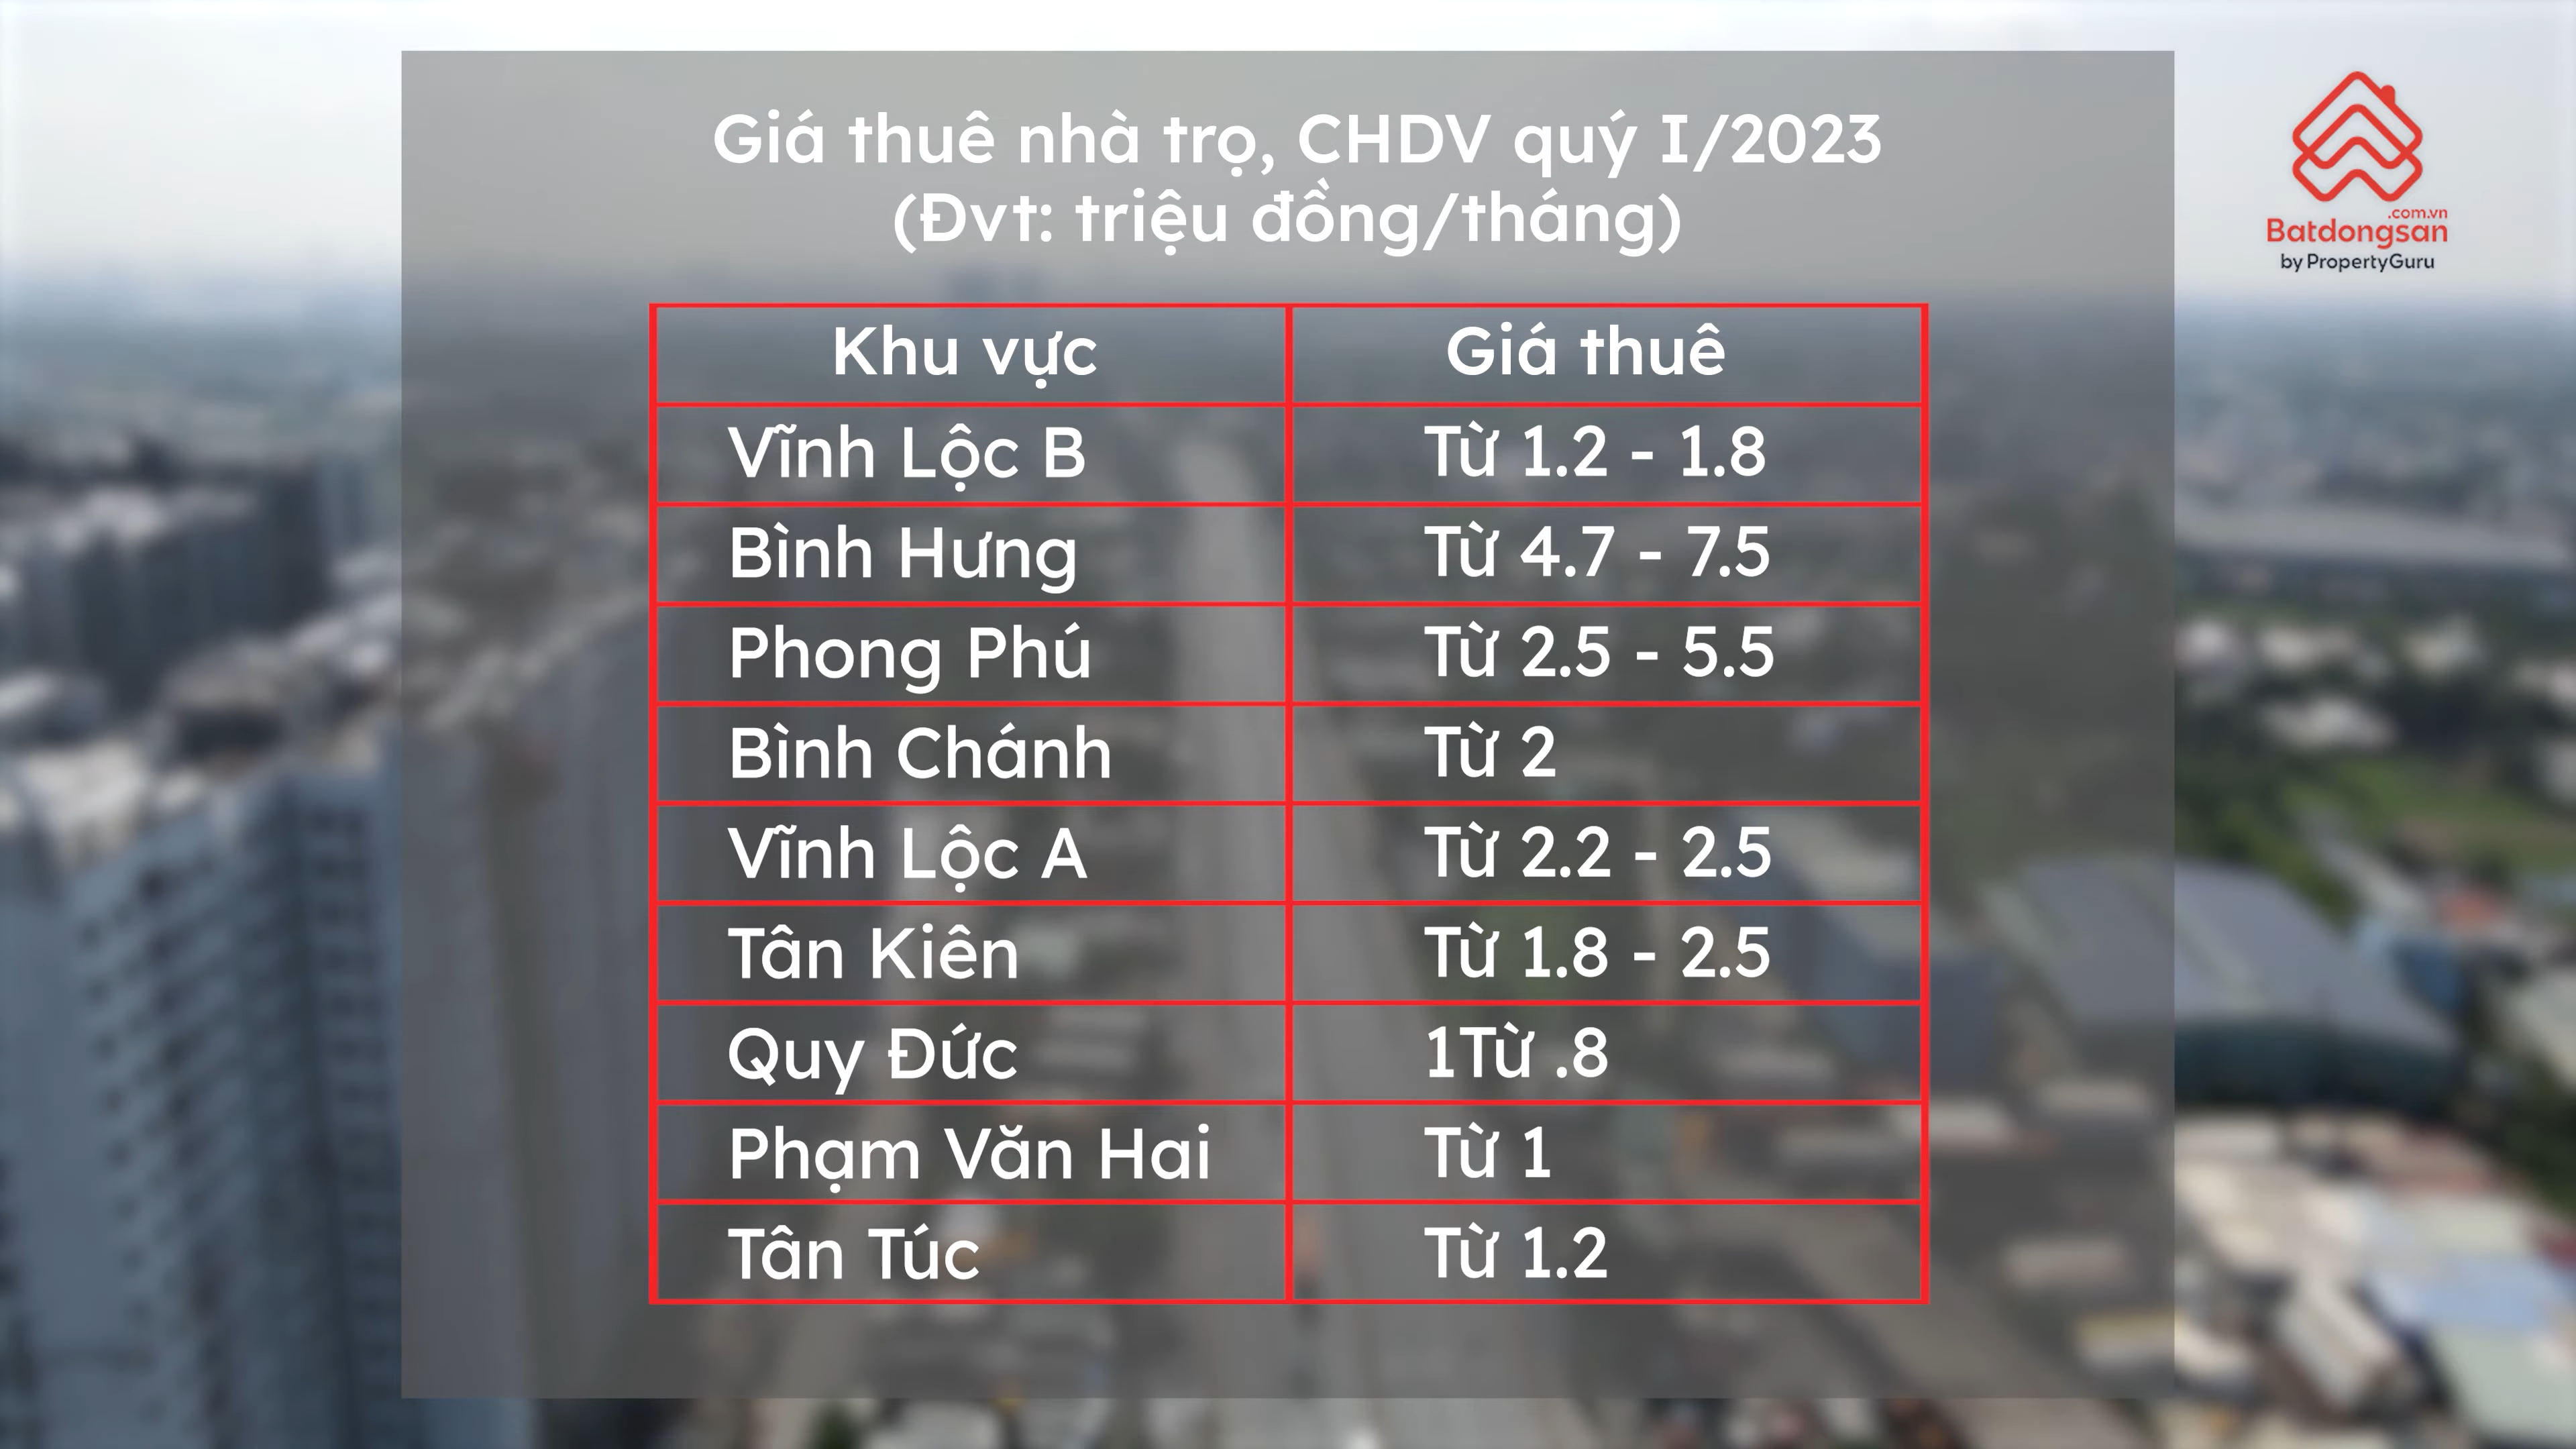 Giá thuê nhà trọ, CHDV quý I/2023
(Đvt: triệu đồng/tháng)
.com.vn
Batdongsan
by PropertyGuru
Khu vực Giá thuê
Vĩnh Lộc B Từ 1.2 - 1.8
Bình Hưng Từ 4.7 - 7.5
Phong Phú Từ 2.5 - 5.5
Bình Chánh Từ 2
Vĩnh Lộc A Từ 2.2 - 2.5
Tân Kiên Từ 1.8 - 2.5
Quy Đức 1Từ .8
Phạm Văn Hai Từ 1
Tân Túc Từ 1.2